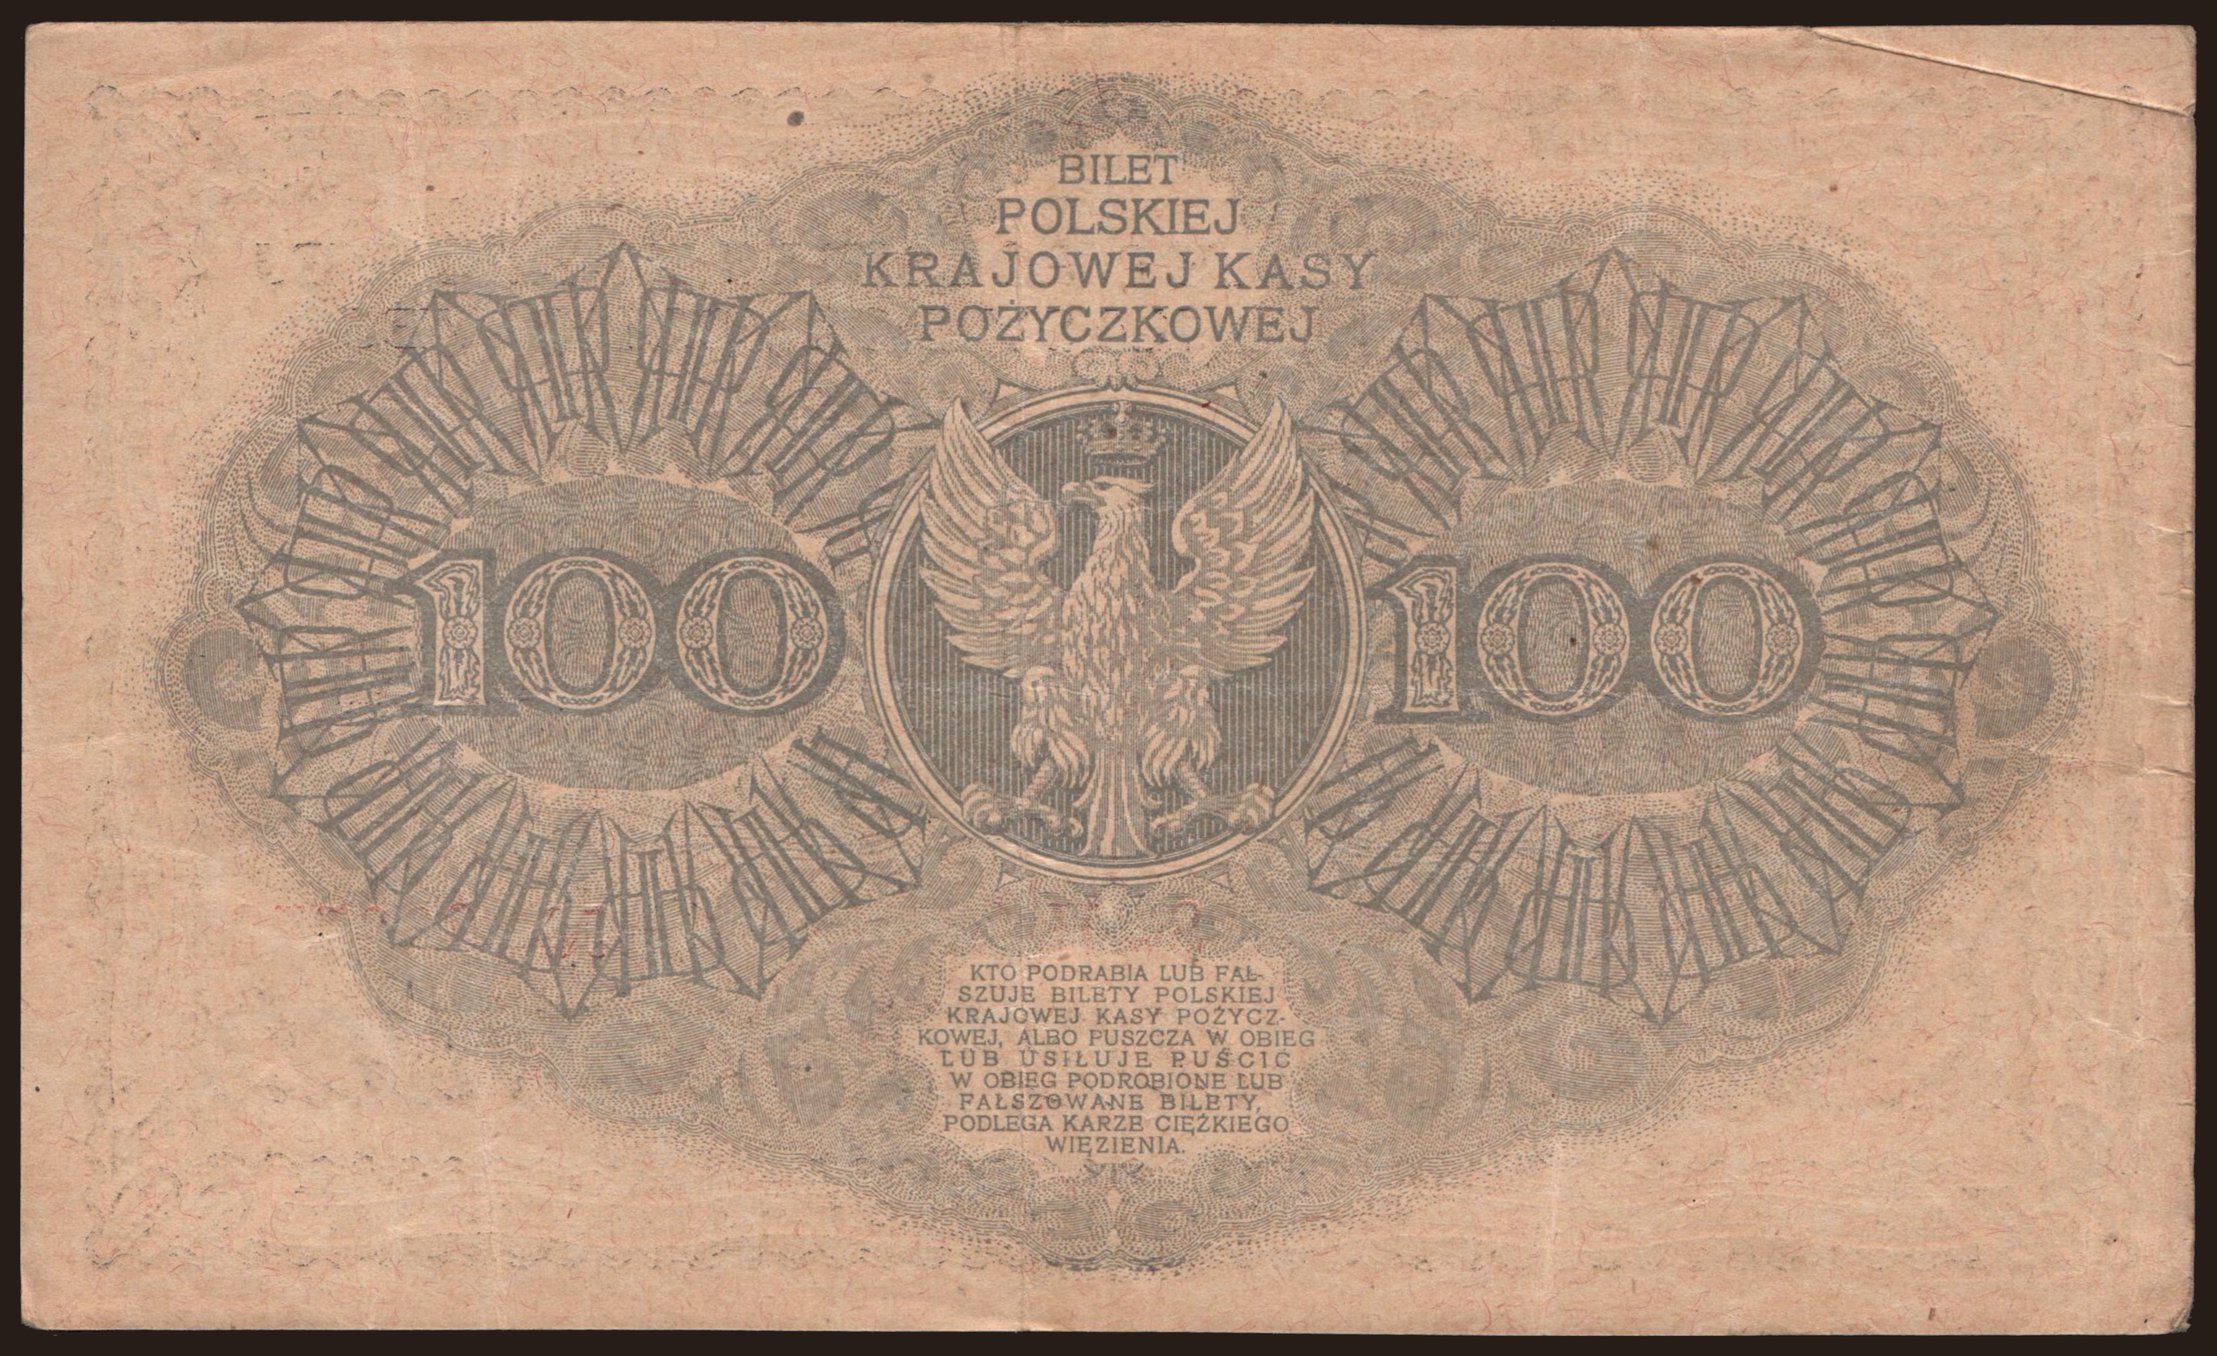 BILET
POLSKIEJ
KRAJOWEJ KASY
POŻYCZKOWEJ
100 100
KTO PODRABIA LUB FAŁ-
SZUJE BILETY POLSKIEJ
KRAJOWEJ KASY POŻYCZ-
KOWEJ, ALBO PUSZCZA W OBIEG
LUB USIŁUJE PUŚCIĆ
W OBIEG PODROBIONE LUB
FAŁSZOWANE BILETY,
PODLEGA KARZE CIĘŻKIEGO
WIĘZIENIA.